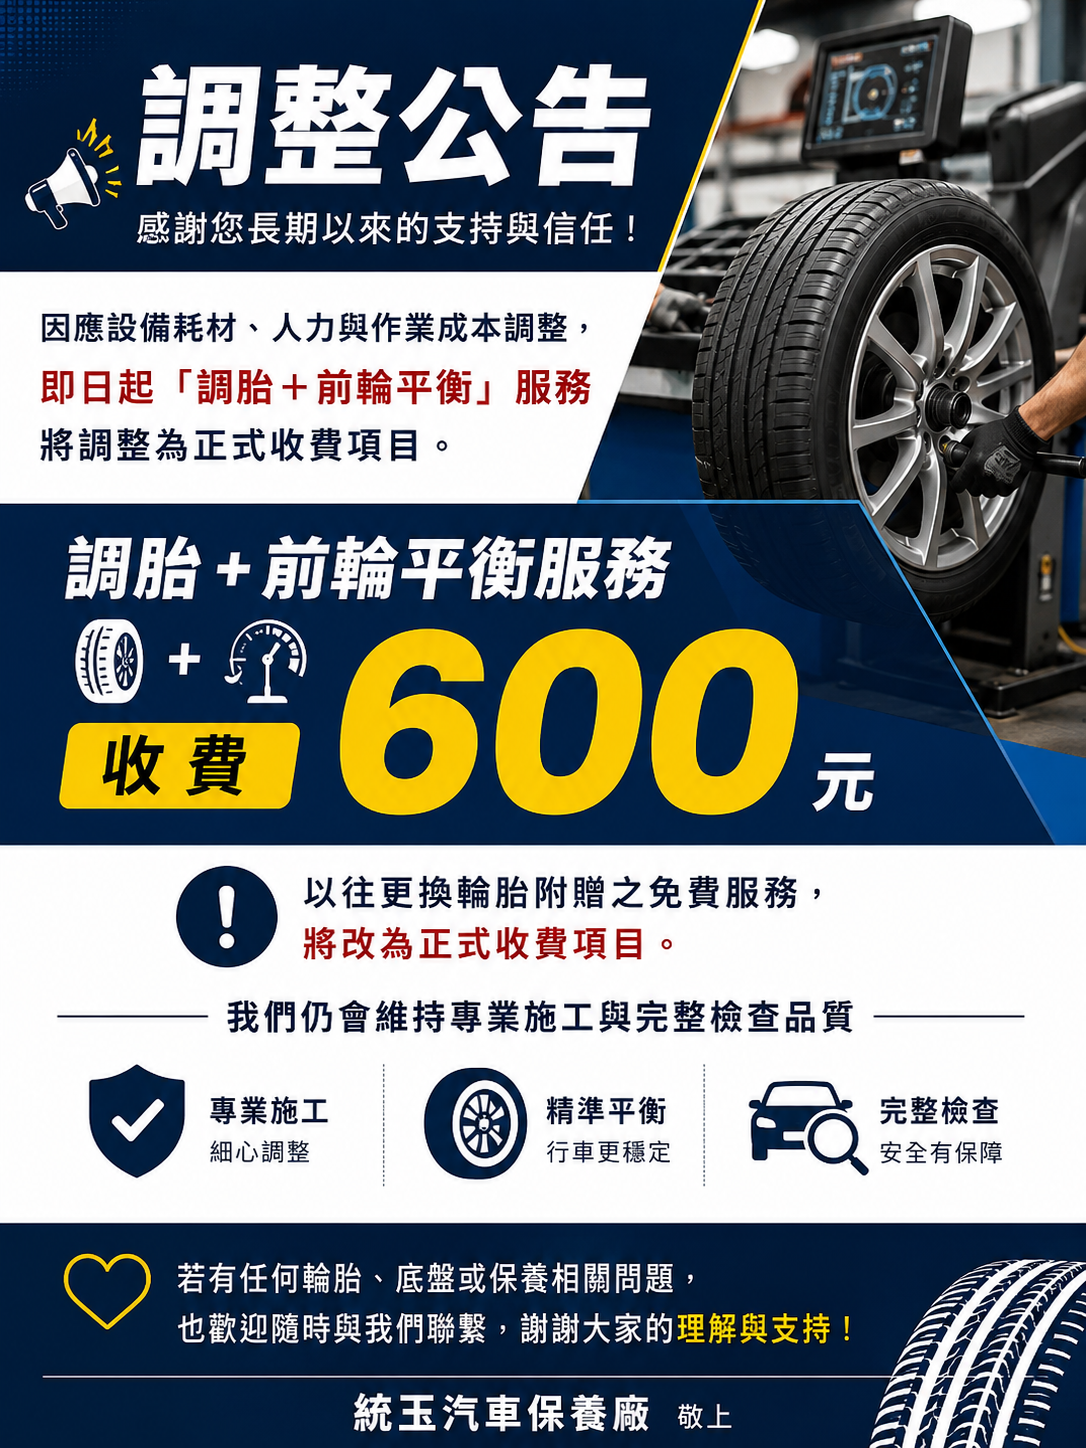 調整公告
感謝您長期以來的支持與信任！
因應設備耗材、人力與作業成本調整，
即日起「調胎＋前輪平衡」服務
將調整為正式收費項目。
調胎+前輪平衡服務
+
收費
600元
以往更換輪胎附贈之免費服務，
將改為正式收費項目。
我們仍會維持專業施工與完整檢查品質
專業施工
細心調整
精準平衡
行車更穩定
完整檢查
安全有保障
若有任何輪胎、底盤或保養相關問題，
也歡迎隨時與我們聯繫，謝謝大家的理解與支持！
統玉汽車保養廠 敬上